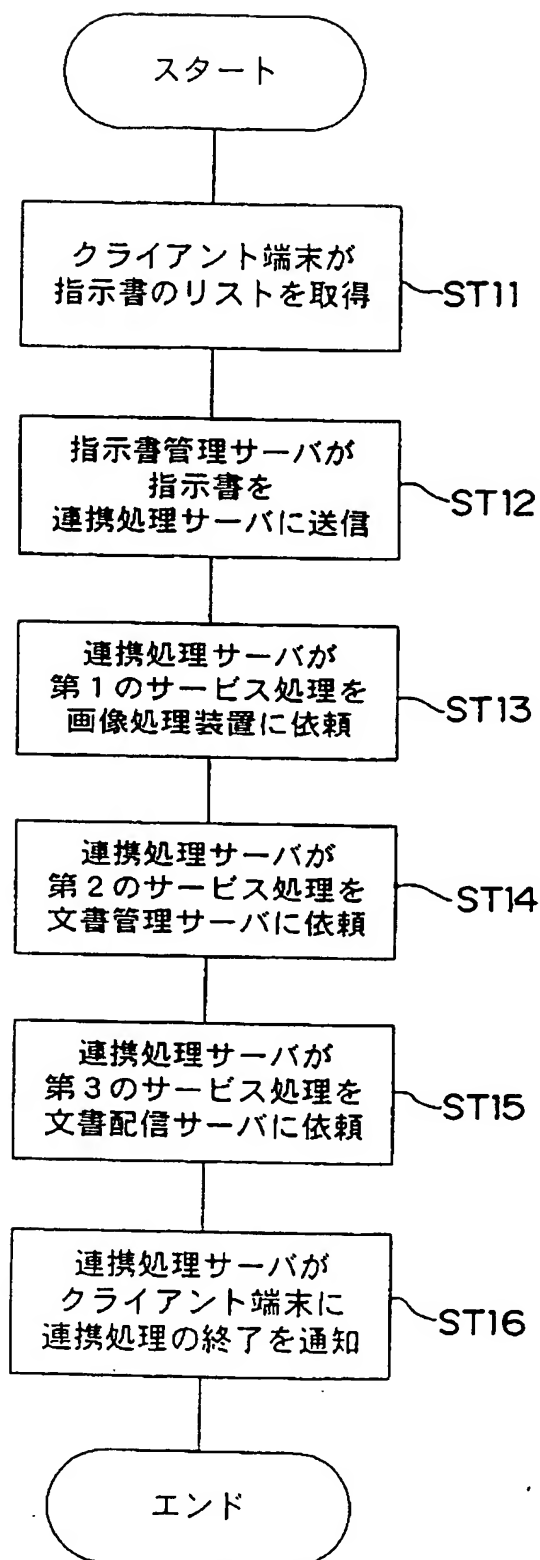 スタート
クライアント端末が
指示書のリストを取得
ST11
指示書管理サーバが
指示書を
連携処理サーバに送信
ST12
連携処理サーバが
第1のサービス処理を
画像処理装置に依頼
ST13
連携処理サーバが
第2のサービス処理を
文書管理サーバに依頼
ST14
連携処理サーバが
第3のサービス処理を
文書配信サーバに依頼
ST15
連携処理サーバが
クライアント端末に
連携処理の終了を通知
ST16
エンド